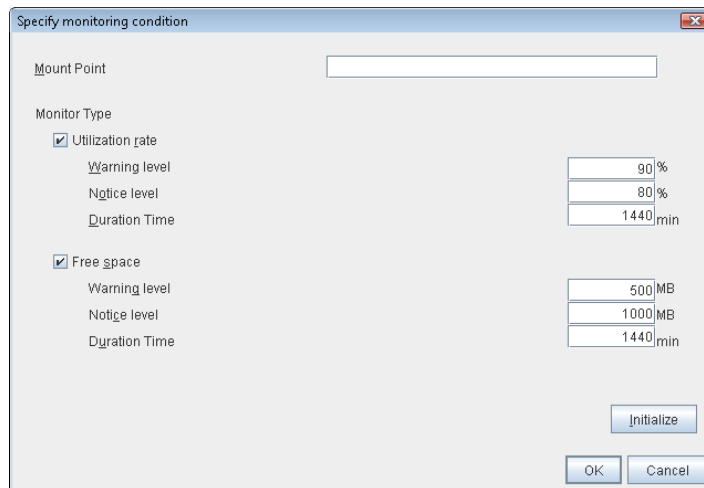 Specify monitoring condition
Mount Point
Monitor Type
Utilization rate
Warning level 90 %
Notice level 80 %
Duration Time 1440 min
Free space
Warning level 500 MB
Notice level 1000 MB
Duration Time 1440 min
Initialize
OK Cancel